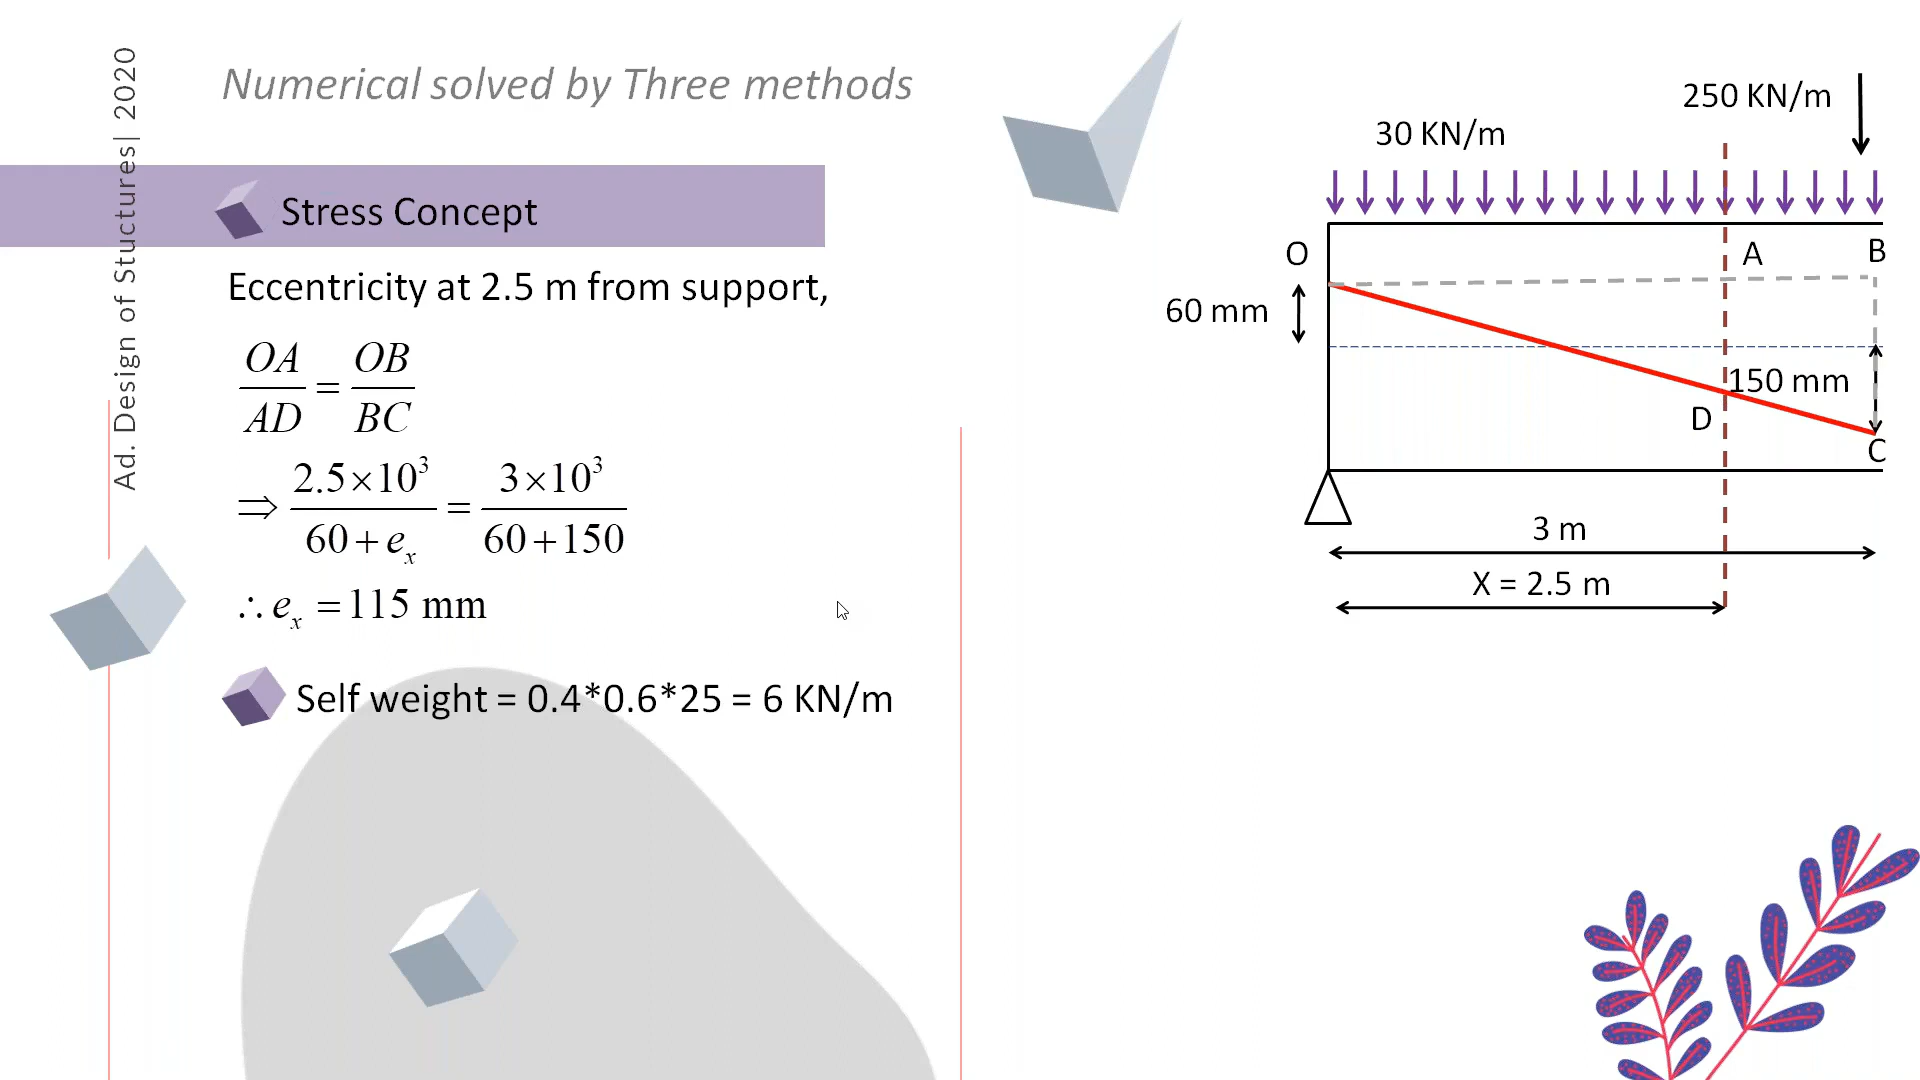 Ad. Design of Stuctures| 2020
Numerical solved by Three methods
Stress Concept
Eccentricity at 2.5 m from support,
OA/AD = OB/BC
⇒ 2.5×10³/(60+eₓ) = 3×10³/(60+150)
∴ eₓ = 115 mm
Self weight = 0.4*0.6*25 = 6 KN/m
250 KN/m
30 KN/m
O
A
B
60 mm
150 mm
D
C
3 m
X = 2.5 m